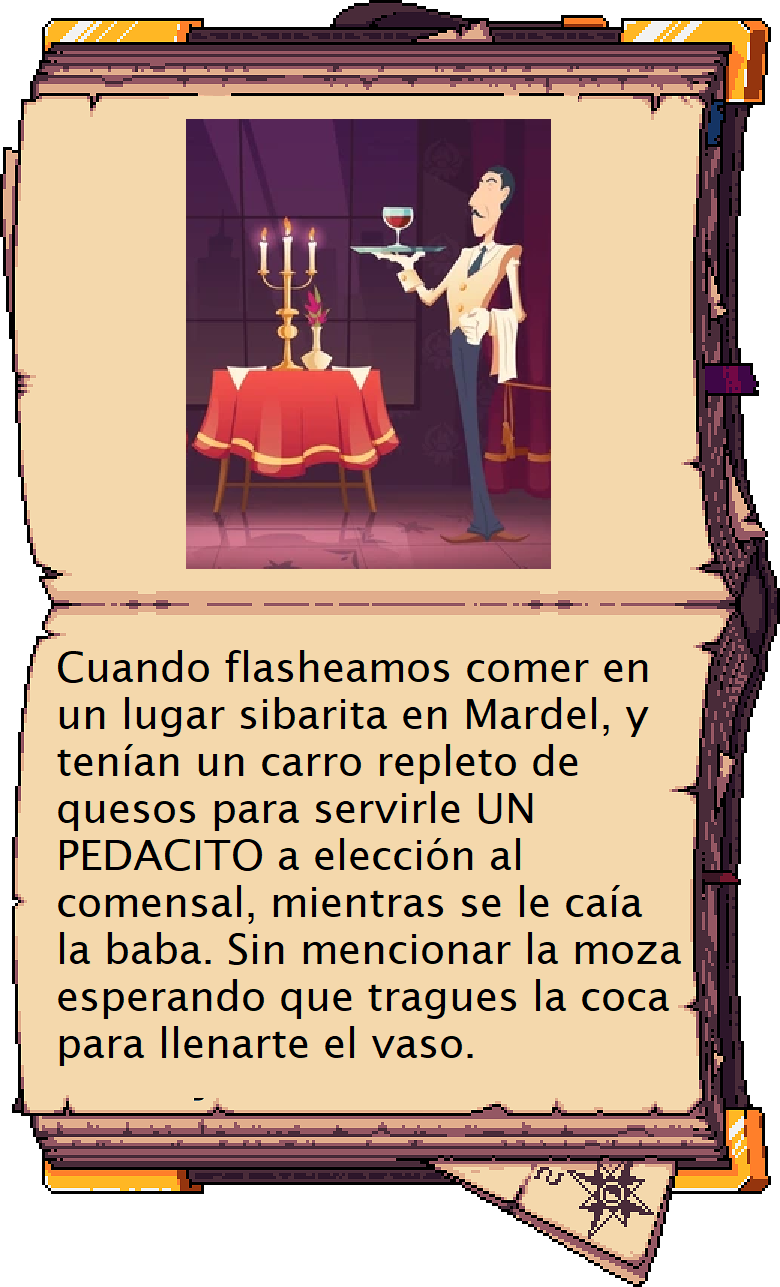 Cuando flasheamos comer en
un lugar sibarita en Mardel, y
tenían un carro repleto de
quesos para servirle UN
PEDACITO a elección al
comensal, mientras se le caía
la baba. Sin mencionar la moza
esperando que tragues la coca
para llenarte el vaso.